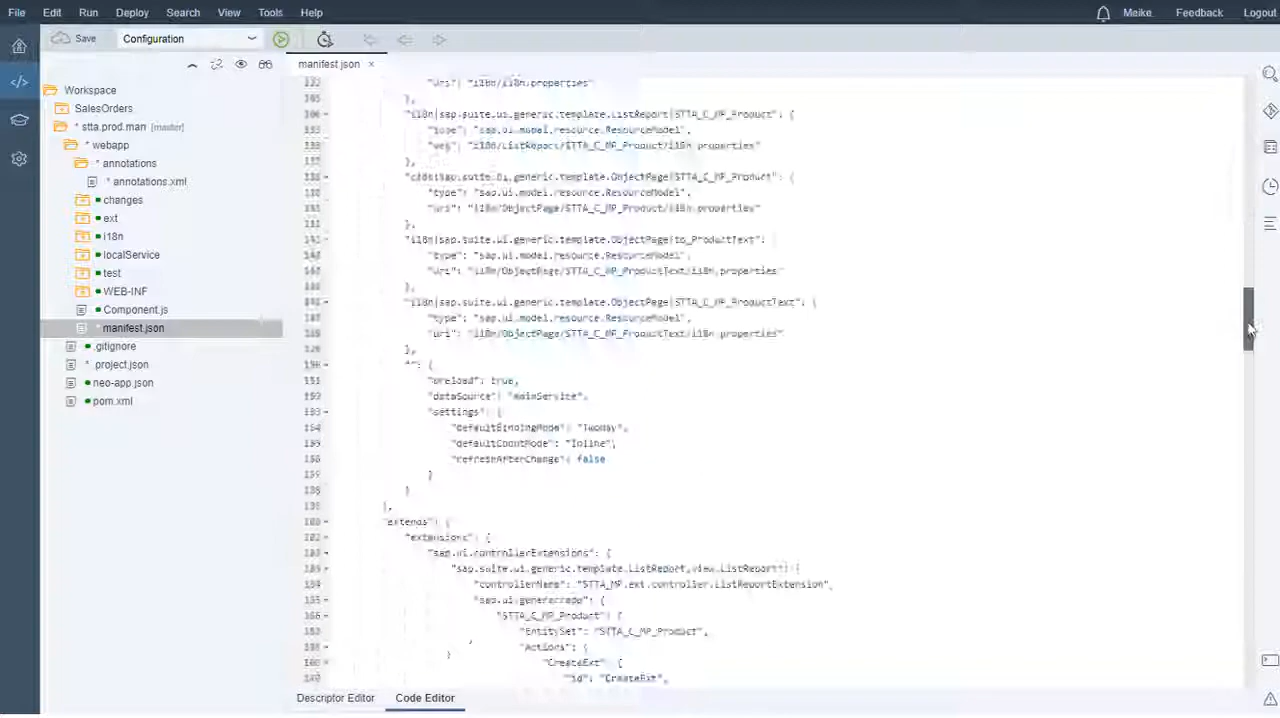 File Edit Run Deploy Search View Tools Help Meike Feedback Logout
Save Configuration
manifest.json ×
Workspace
SalesOrders
* stta.prod.man [master]
* webapp
* annotations
* annotations.xml
changes
ext
i18n
localService
test
WEB-INF
Component.js
* manifest.json
.gitignore
* .project.json
neo-app.json
pom.xml
},
"i18n|sap.suite.ui.generic.template.ListReport|STTA_C_MP_Product": {
"type": "sap.ui.model.resource.ResourceModel",
"i18n/ListReport/STTA_C_MP_Product/i18n.properties"
},
sap.suite.ui.generic.template.ObjectPage|STTA_C_MP_Product": {
"type": "sap.ui.model.resource.ResourceModel",
"uri": "i18n/ObjectPage/STTA_C_MP_Product/i18n.properties"
},
"i18n|sap.suite.ui.generic.template.ObjectPage|to_ProductText": {
"type": "sap.ui.model.resource.ResourceModel",
"uri": "i18n/ObjectPage/STTA_C_MP_ProductText/i18n.properties"
},
"i18n|sap.suite.ui.generic.template.ObjectPage|STTA_C_MP_ProductText": {
"type": "sap.ui.model.resource.ResourceModel",
"uri": "i18n/ObjectPage/STTA_C_MP_ProductText/i18n.properties"
},
"": {
"preload": true,
"dataSource": "mainService",
"settings": {
"defaultBindingMode": "TwoWay",
"defaultCountMode": "Inline",
"refreshAfterChange": false
}
}
},
"extends": {
"extensions": {
"sap.ui.controllerExtensions": {
"sap.suite.ui.generic.template.ListReport.view.ListReport": {
"controllerName": "STTA_MP.ext.controller.ListReportExtension",
"sap.ui.generic.app": {
"STTA_C_MP_Product": {
"EntitySet": "STTA_C_MP_Product",
"Actions": {
"CreateExt": {
"id": "CreateExt",
Descriptor Editor Code Editor